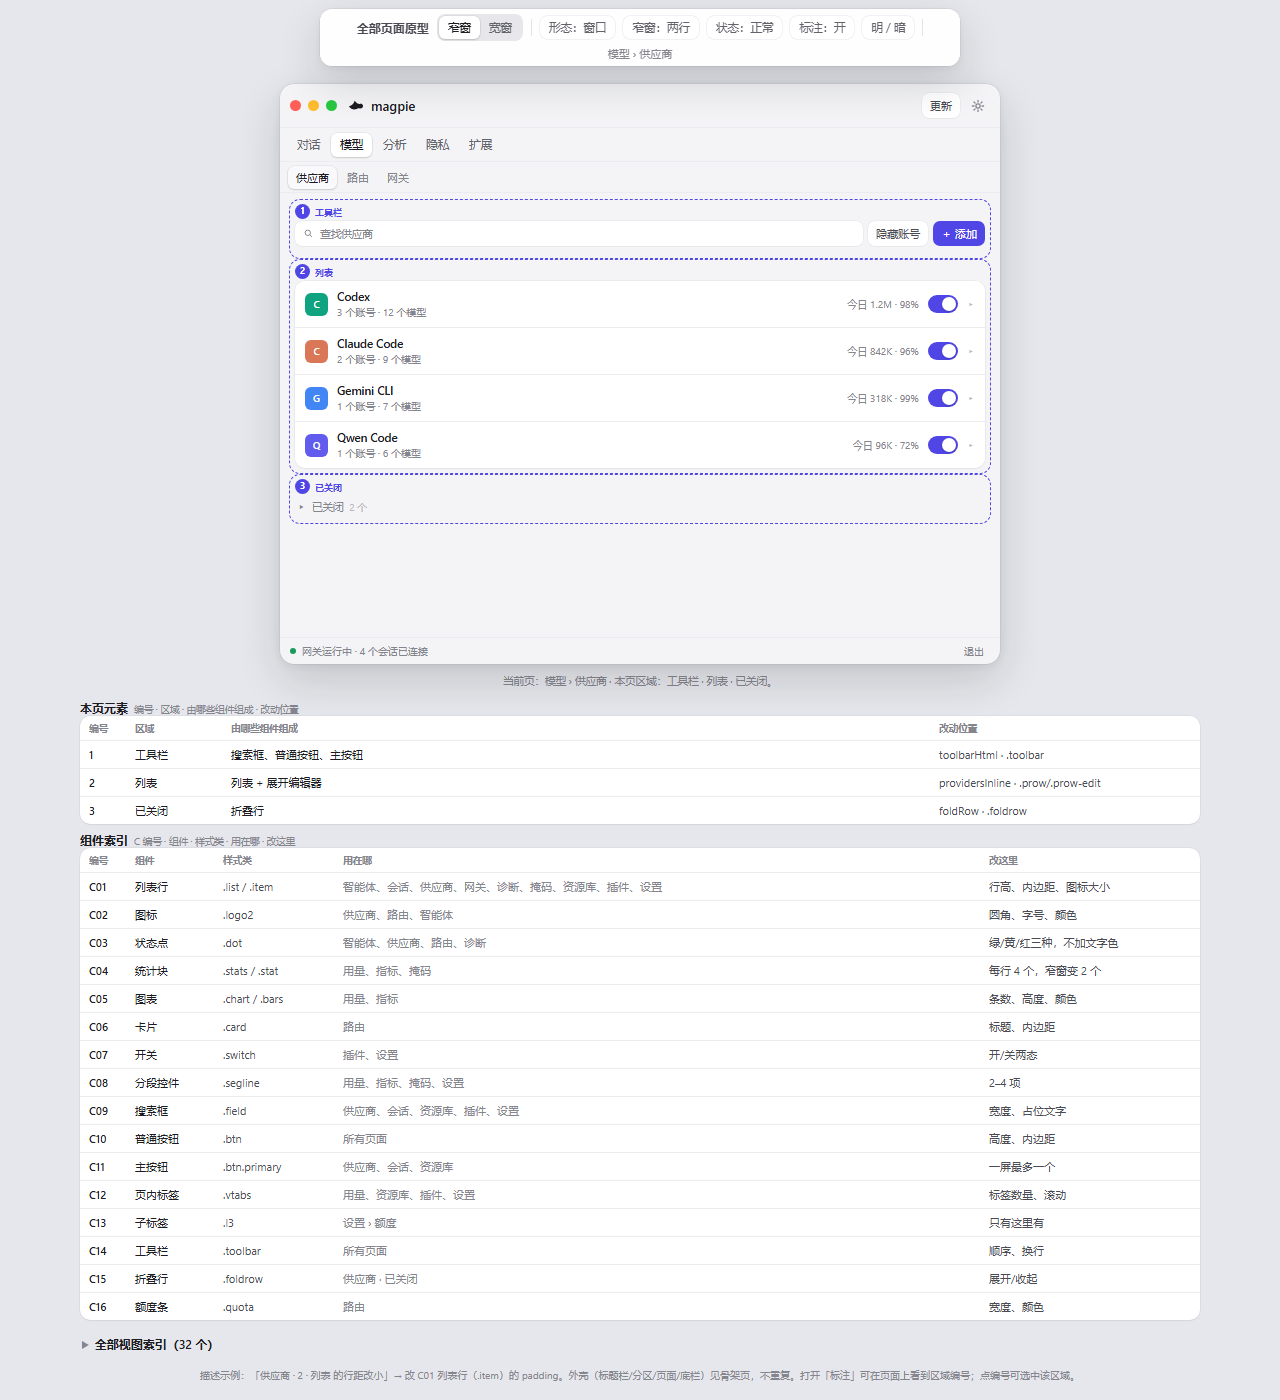 全部页面原型 窄窗 宽窗 形态：窗口 窄窗：两行 状态：正常 标注：开 明 / 暗
模型 › 供应商
magpie 更新
对话 模型 分析 隐私 扩展
供应商 路由 网关
1 工具栏
查找供应商 隐藏账号 + 添加
2 列表
C Codex
3 个账号 · 12 个模型 今日 1.2M · 98%
C Claude Code
2 个账号 · 9 个模型 今日 842K · 96%
G Gemini CLI
1 个账号 · 7 个模型 今日 318K · 99%
Q Qwen Code
1 个账号 · 6 个模型 今日 96K · 72%
3 已关闭
已关闭 2 个
网关运行中 · 4 个会话已连接 退出
当前页：模型 › 供应商 · 本页区域：工具栏 · 列表 · 已关闭。
本页元素 编号 · 区域 · 由哪些组件组成 · 改动位置
编号 区域 由哪些组件组成 改动位置
1 工具栏 搜索框、普通按钮、主按钮 toolbarHtml · .toolbar
2 列表 列表 + 展开编辑器 providersInline · .prow/.prow-edit
3 已关闭 折叠行 foldRow · .foldrow
组件索引 C 编号 · 组件 · 样式类 · 用在哪 · 改这里
编号 组件 样式类 用在哪 改这里
C01 列表行 .list / .item 智能体、会话、供应商、网关、诊断、掩码、资源库、插件、设置 行高、内边距、图标大小
C02 图标 .logo2 供应商、路由、智能体 圆角、字号、颜色
C03 状态点 .dot 智能体、供应商、路由、诊断 绿/黄/红三种，不加文字色
C04 统计块 .stats / .stat 用量、指标、掩码 每行 4 个，窄窗变 2 个
C05 图表 .chart / .bars 用量、指标 条数、高度、颜色
C06 卡片 .card 路由 标题、内边距
C07 开关 .switch 插件、设置 开/关两态
C08 分段控件 .segline 用量、指标、掩码、设置 2–4 项
C09 搜索框 .field 供应商、会话、资源库、插件、设置 宽度、占位文字
C10 普通按钮 .btn 所有页面 高度、内边距
C11 主按钮 .btn.primary 供应商、会话、资源库 一屏最多一个
C12 页内标签 .vtabs 用量、资源库、插件、设置 标签数量、滚动
C13 子标签 .l3 设置 › 额度 只有这里有
C14 工具栏 .toolbar 所有页面 顺序、换行
C15 折叠行 .foldrow 供应商 · 已关闭 展开/收起
C16 额度条 .quota 路由 宽度、颜色
全部视图索引（32 个）
描述示例：「供应商 · 2 · 列表 的行距改小」→ 改 C01 列表行（.item）的 padding。外壳（标题栏/分区/页面/底栏）见骨架页，不重复。打开「标注」可在页面上看到区域编号；点编号可选中该区域。